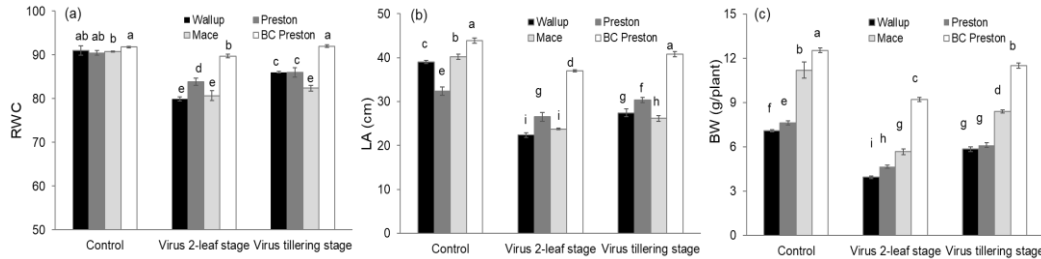 (a)
Wallup Preston
Mace BC Preston
100
90
80
70
60
50
RWC
ab ab b a
e d e b
c c e a
Control Virus 2-leaf stage Virus tillering stage
(b)
Wallup Preston
Mace BC Preston
50
40
30
20
10
0
LA (cm)
c e b a
i g i d
g f h a
Control Virus 2-leaf stage Virus tillering stage
(c)
Wallup Preston
Mace BC Preston
15
12
9
6
3
0
BW (g/plant)
f e b a
i h g c
g g d b
Control Virus 2-leaf stage Virus tillering stage